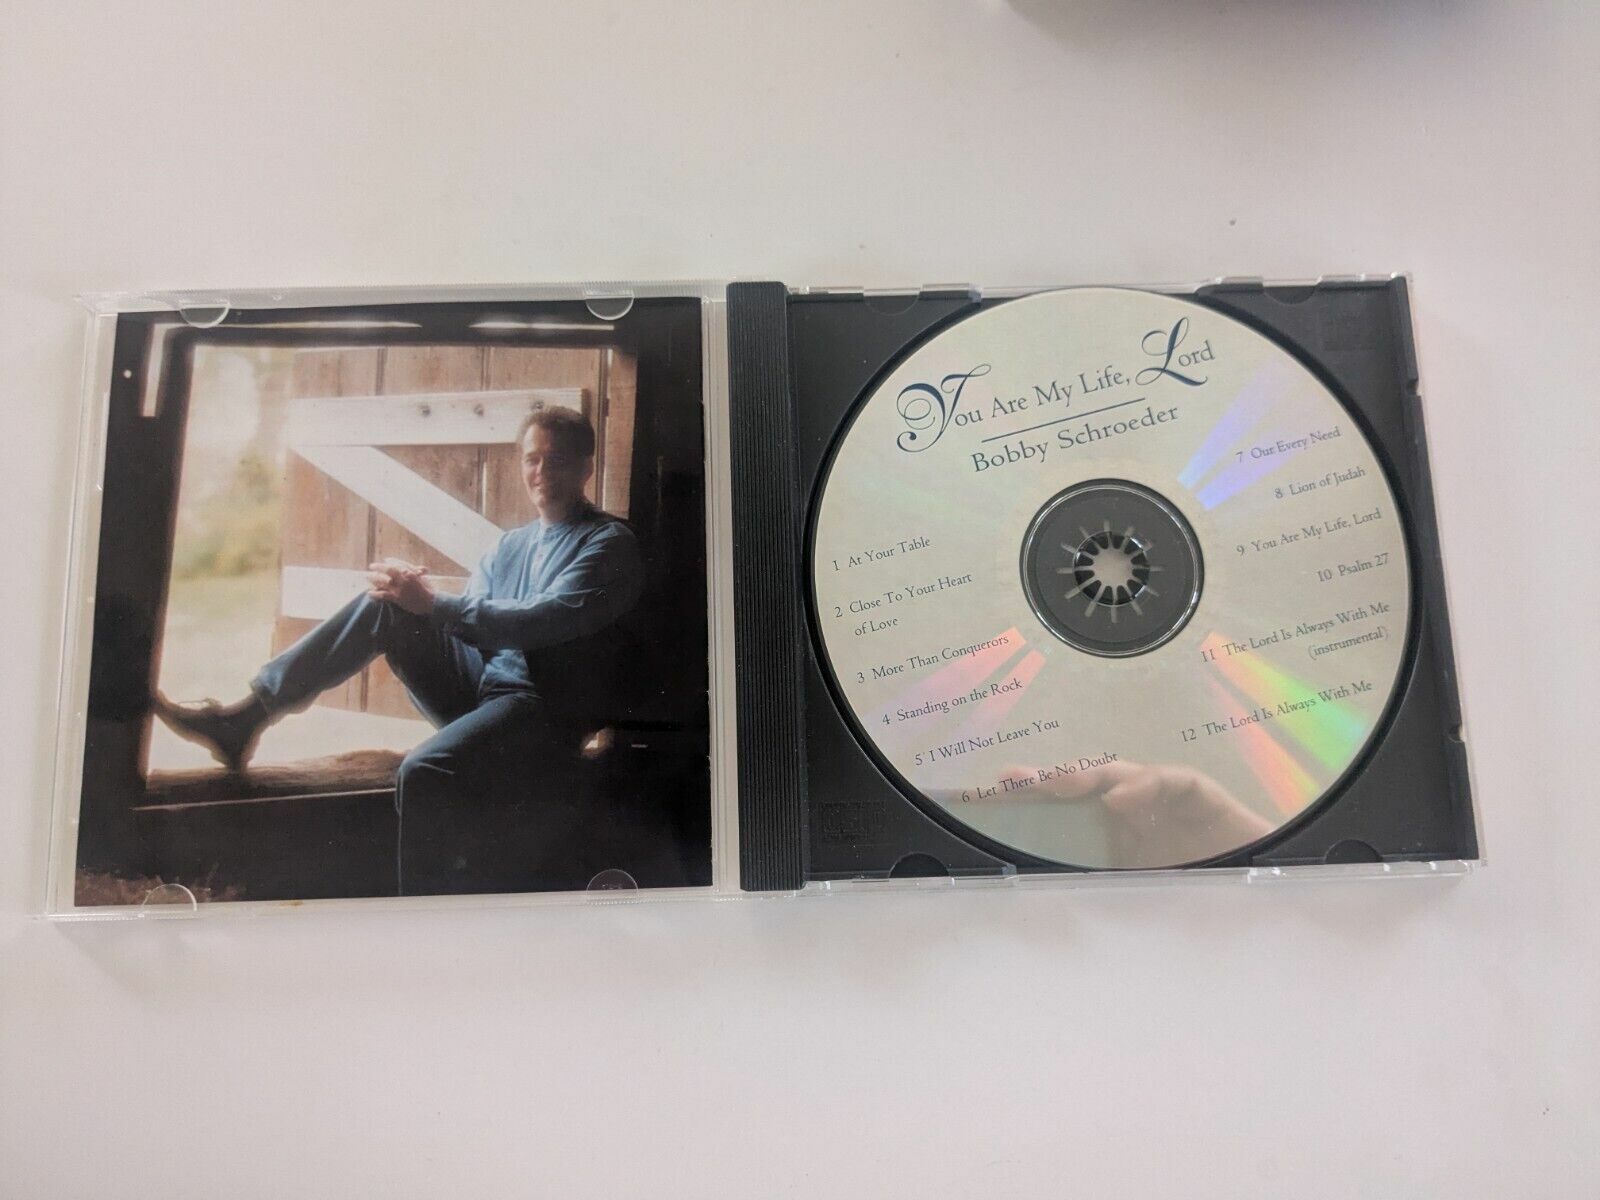 You Are My Life, Lord
Bobby Schroeder
1 At Your Table
2 Close To Your Heart
of Love
3 More Than Conquerors
4 Standing on the Rock
5 I Will Not Leave You
6 Let There Be No Doubt
7 Our Every Need
8 Lion of Judah
9 You Are My Life, Lord
10 Psalm 27
11 The Lord Is Always With Me
(instrumental)
12 The Lord Is Always With Me